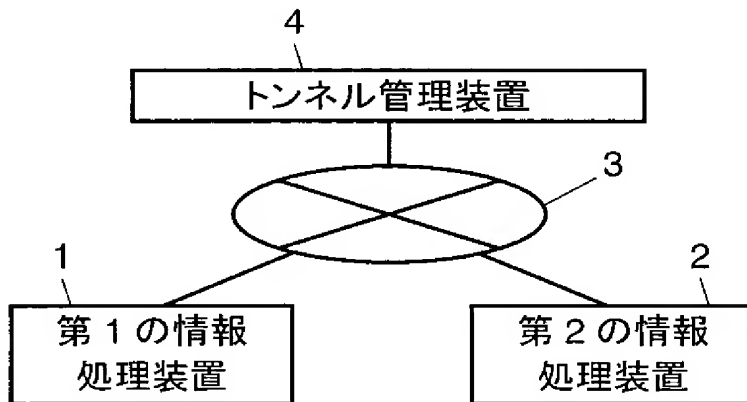 4
トンネル管理装置
3
1
2
第1の情報
処理装置
第2の情報
処理装置